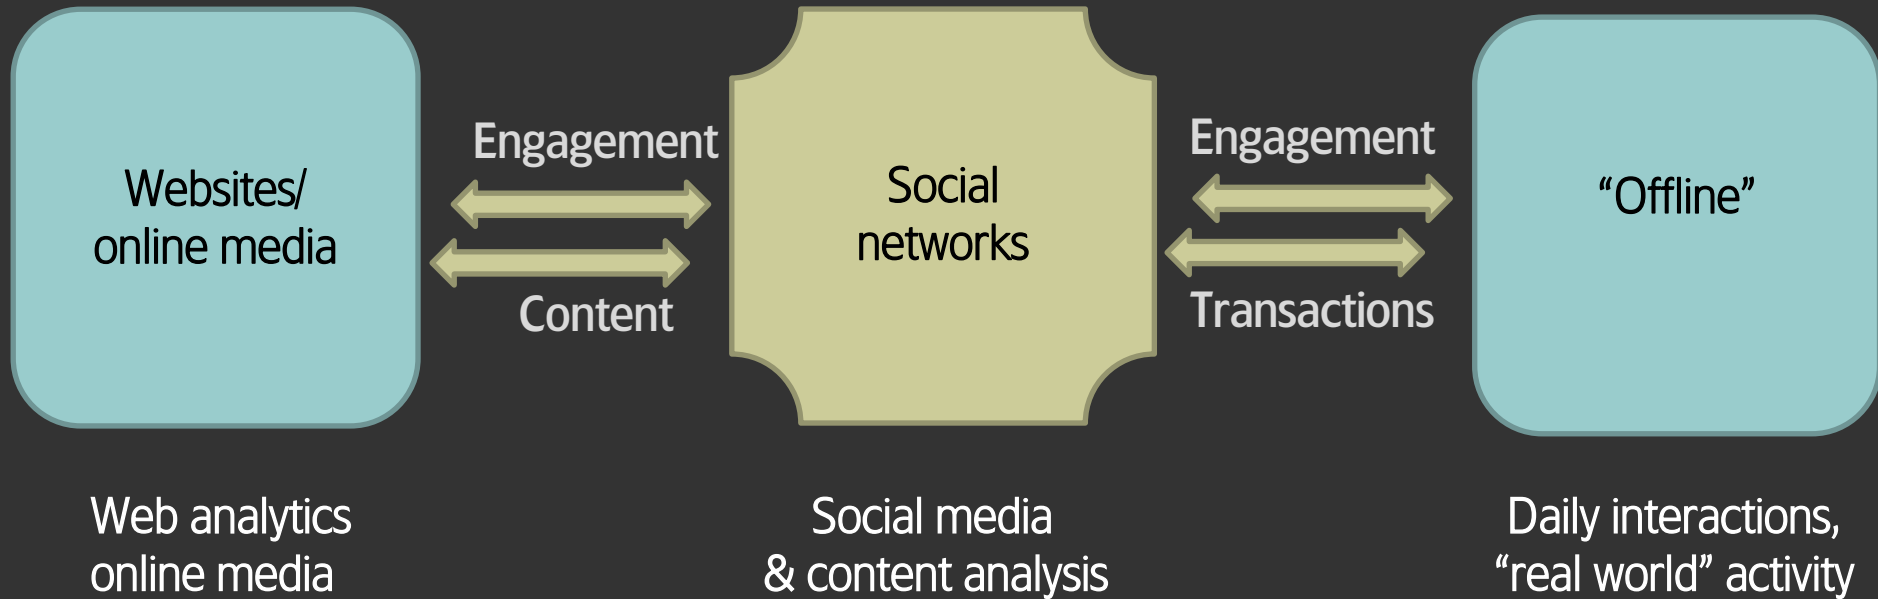 Websites/
online media
Engagement
Content
Social
networks
Engagement
Transactions
“Offline”
Web analytics
online media
Social media
& content analysis
Daily interactions,
“real world” activity